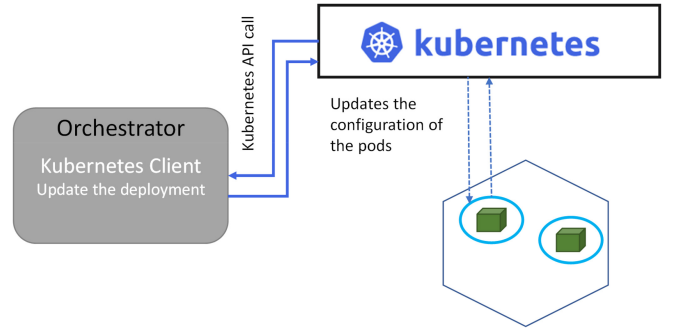 kubernetes
Kubernetes API call
Updates the
configuration of
the pods
Orchestrator
Kubernetes Client
Update the deployment